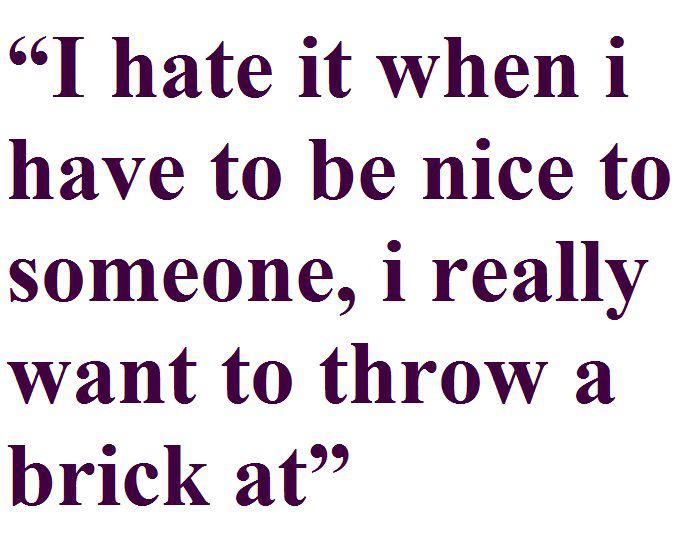 “I hate it when i
have to be nice to
someone, i really
want to throw a
brick at”